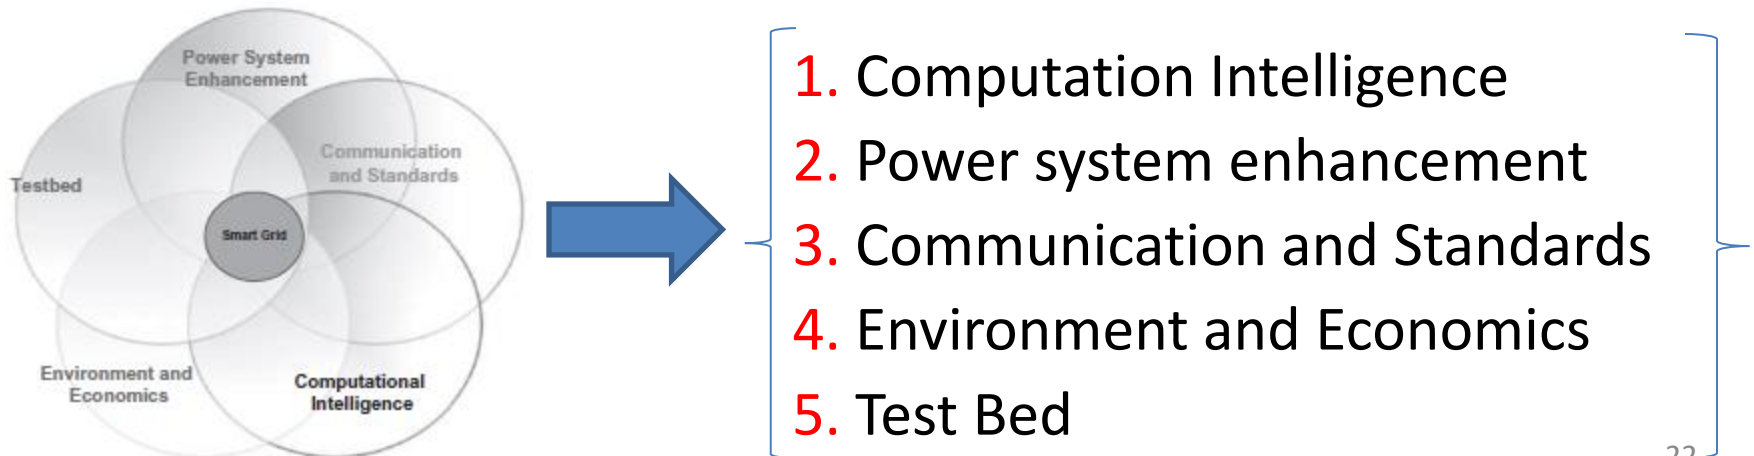 Power System
Enhancement
Communication
and Standards
Testbed
Smart Grid
Environment and
Economics
Computational
Intelligence
1. Computation Intelligence
2. Power system enhancement
3. Communication and Standards
4. Environment and Economics
5. Test Bed
22